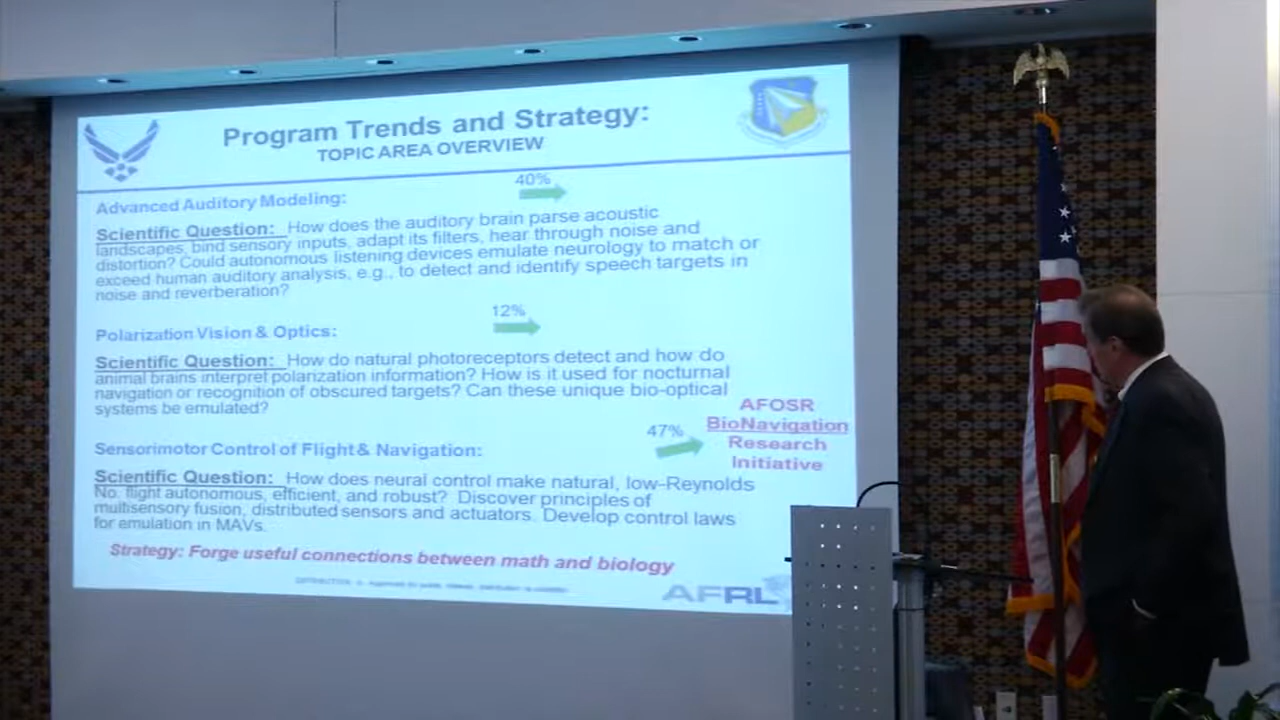 Program Trends and Strategy:
TOPIC AREA OVERVIEW
40%
Advanced Auditory Modeling:
Scientific Question: How does the auditory brain parse acoustic
landscapes, bind sensory inputs, adapt its filters, hear through noise and
distortion? Could autonomous listening devices emulate neurology to match or
exceed human auditory analysis, e.g., to detect and identify speech targets in
noise and reverberation?
12%
Polarization Vision & Optics:
Scientific Question: How do natural photoreceptors detect and how do
animal brains interpret polarization information? How is it used for nocturnal
navigation or recognition of obscured targets? Can these unique bio-optical
systems be emulated?
AFOSR
BioNavigation
Research
Initiative
47%
Sensorimotor Control of Flight & Navigation:
Scientific Question: How does neural control make natural, low-Reynolds
No. flight autonomous, efficient, and robust? Discover principles of
multisensory fusion, distributed sensors and actuators. Develop control laws
for emulation in MAVs.
Strategy: Forge useful connections between math and biology
AFRL